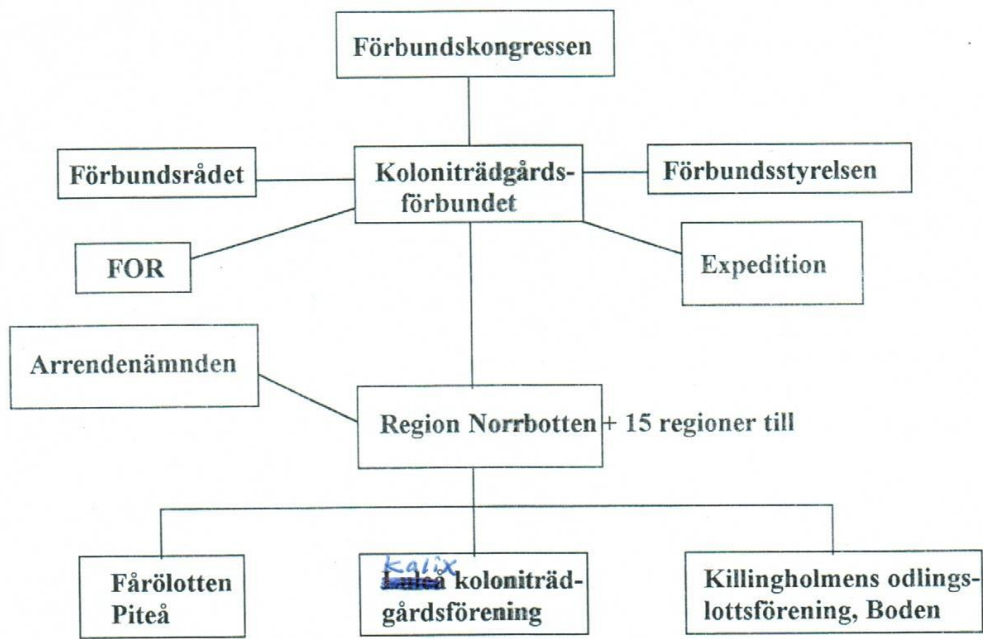 Förbundskongressen
Förbundsrådet
Koloniträdgårds-
förbundet
Förbundsstyrelsen
FOR
Expedition
Arrendenämnden
Region Norrbotten + 15 regioner till
Fårölotten
Piteå
Kalix
Luleå koloniträd-
gårdsförening
Killingholmens odlings-
lottsförening, Boden